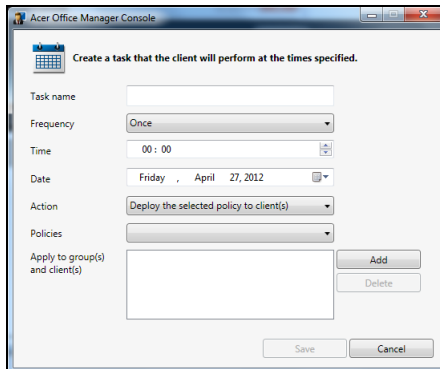 Acer Office Manager Console
Create a task that the client will perform at the times specified.
Task name
Frequency
Once
Time
00 : 00
Date
Friday , April 27, 2012
Action
Deploy the selected policy to client(s)
Policies
Apply to group(s)
and client(s)
Add
Delete
Save
Cancel